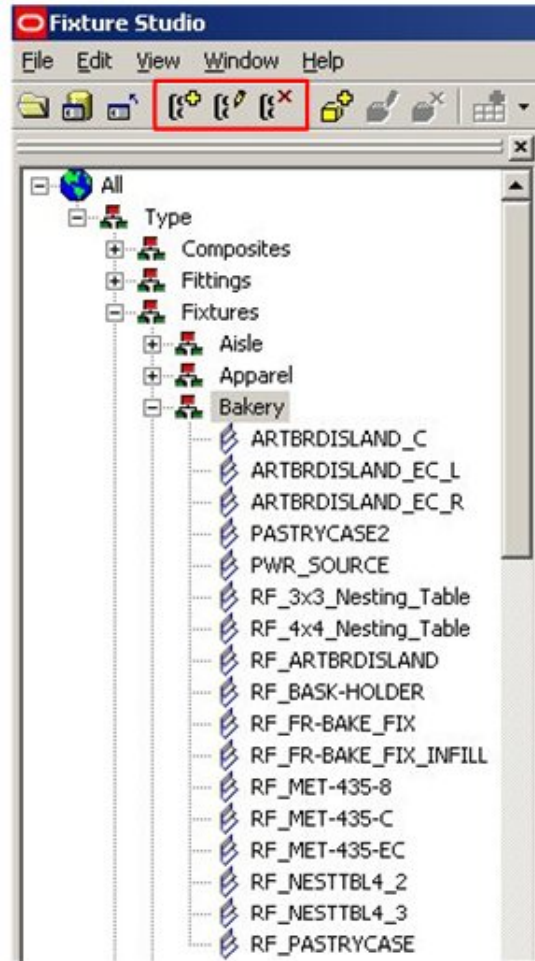 Fixture Studio
File Edit View Window Help
All
Type
Composites
Fittings
Fixtures
Aisle
Apparel
Bakery
ARTBRDISLAND_C
ARTBRDISLAND_EC_L
ARTBRDISLAND_EC_R
PASTRYCASE2
PWR_SOURCE
RF_3x3_Nesting_Table
RF_4x4_Nesting_Table
RF_ARTBRDISLAND
RF_BASK-HOLDER
RF_FR-BAKE_FIX
RF_FR-BAKE_FIX_INFILL
RF_MET-435-8
RF_MET-435-C
RF_MET-435-EC
RF_NESTTBL4_2
RF_NESTTBL4_3
RF_PASTRYCASE